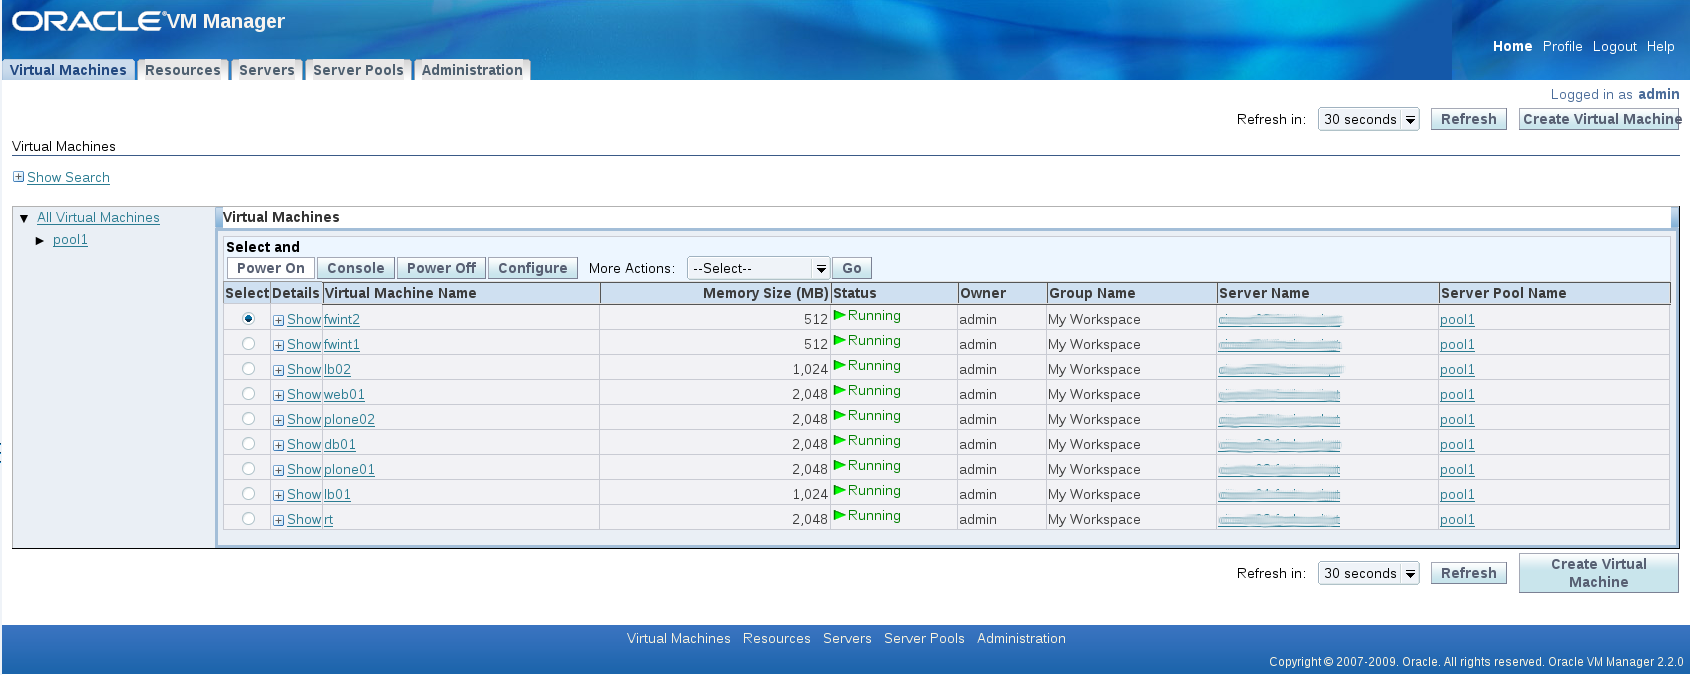 ORACLE® VM Manager
Home Profile Logout Help
Virtual Machines Resources Servers Server Pools Administration
Logged in as admin
Refresh in: 30 seconds Refresh Create Virtual Machine
Virtual Machines
Show Search
All Virtual Machines
pool1
Virtual Machines
Select and
Power On Console Power Off Configure More Actions: --Select-- Go
Select Details Virtual Machine Name Memory Size (MB) Status Owner Group Name Server Name Server Pool Name
Show fwint2 512 Running admin My Workspace pool1
Show fwint1 512 Running admin My Workspace pool1
Show lb02 1,024 Running admin My Workspace pool1
Show web01 2,048 Running admin My Workspace pool1
Show plone02 2,048 Running admin My Workspace pool1
Show db01 2,048 Running admin My Workspace pool1
Show plone01 2,048 Running admin My Workspace pool1
Show lb01 1,024 Running admin My Workspace pool1
Show rt 2,048 Running admin My Workspace pool1
Refresh in: 30 seconds Refresh Create Virtual Machine
Virtual Machines Resources Servers Server Pools Administration
Copyright © 2007-2009. Oracle. All rights reserved. Oracle VM Manager 2.2.0